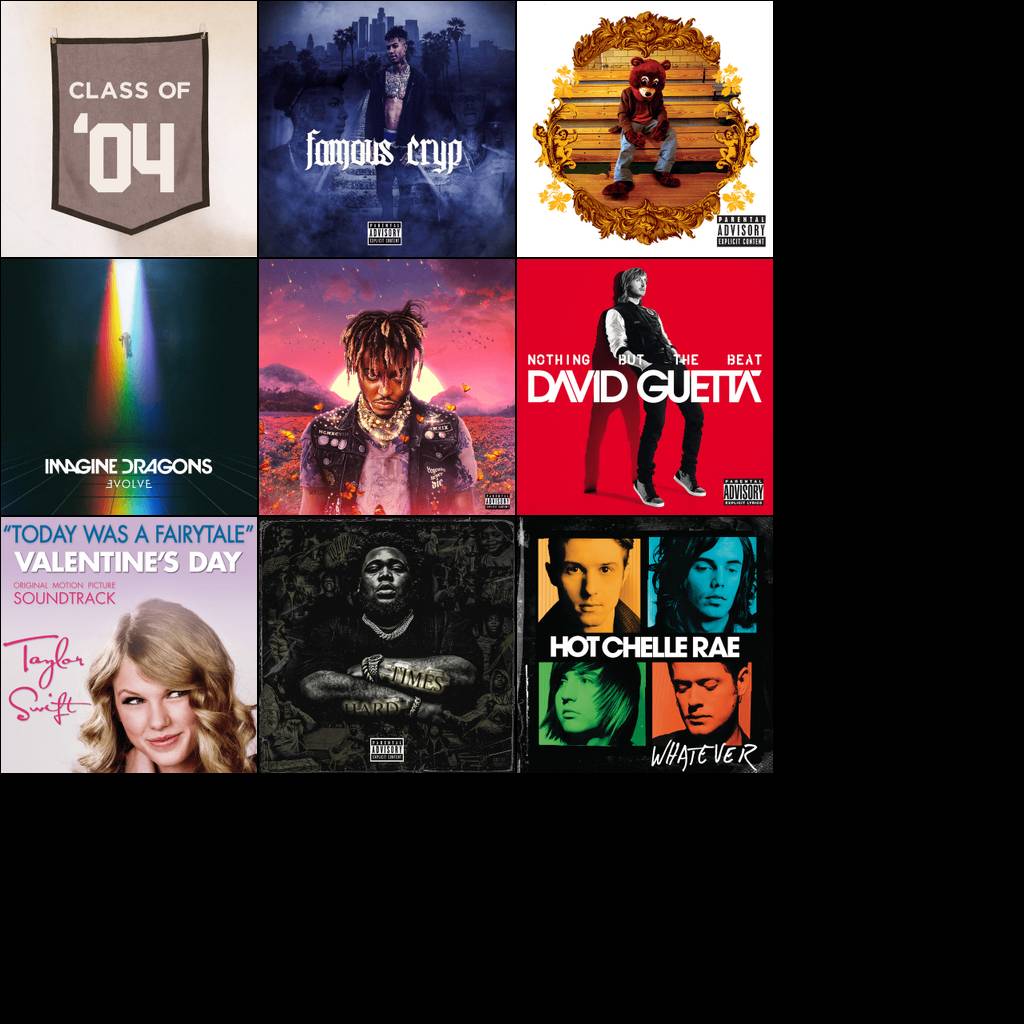 CLASS OF
'04
famous cryp
PARENTAL
ADVISORY
EXPLICIT CONTENT
PARENTAL
ADVISORY
EXPLICIT CONTENT
IMAGINE DRAGONS
EVOLVE
PARENTAL
ADVISORY
EXPLICIT CONTENT
NOTHING BUT THE BEAT
DAVID GUETTA
PARENTAL
ADVISORY
EXPLICIT LYRICS
"TODAY WAS A FAIRYTALE"
VALENTINE'S DAY
ORIGINAL MOTION PICTURE
SOUNDTRACK
Taylor
Swift
TIMES
HARD
PARENTAL
ADVISORY
EXPLICIT CONTENT
HOT CHELLE RAE
WHATEVER